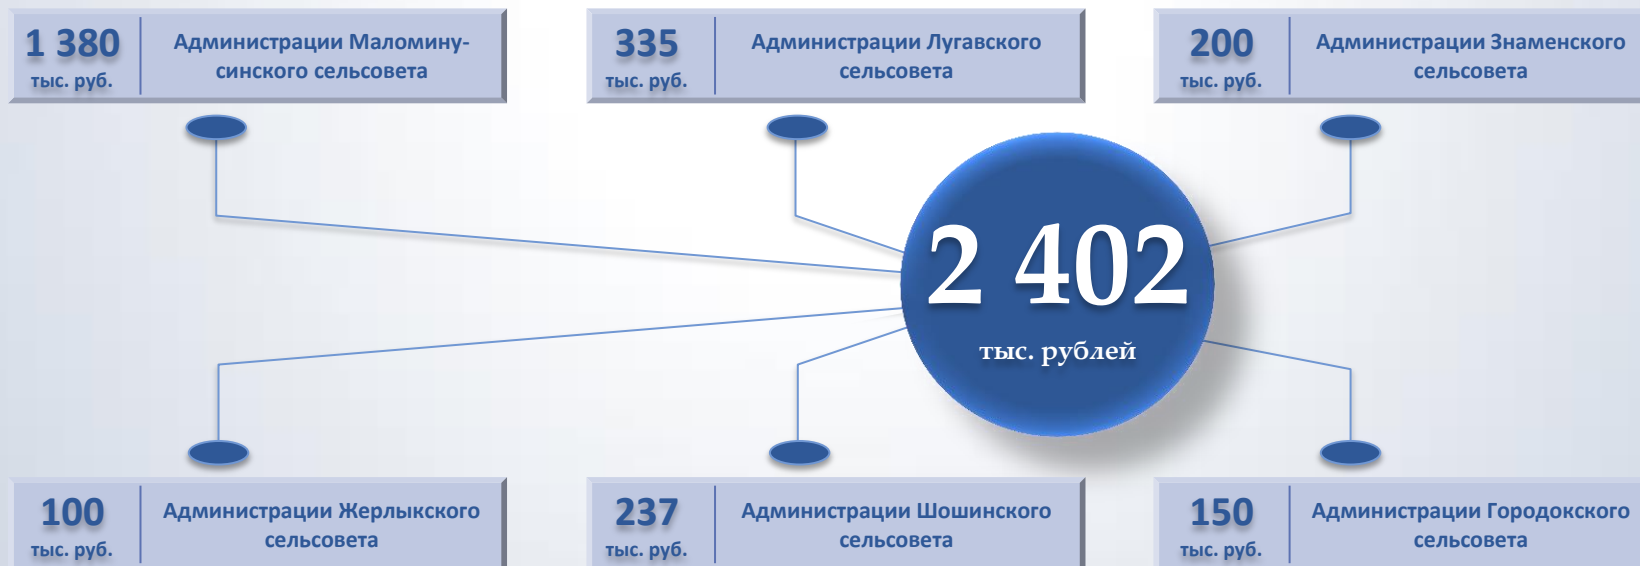 1 380
тыс. руб.
Администрации Маломину-
синского сельсовета
335
тыс. руб.
Администрации Лугавского
сельсовета
200
тыс. руб.
Администрации Знаменского
сельсовета
2 402
тыс. рублей
100
тыс. руб.
Администрации Жерлыкского
сельсовета
237
тыс. руб.
Администрации Шошинского
сельсовета
150
тыс. руб.
Администрации Городокского
сельсовета